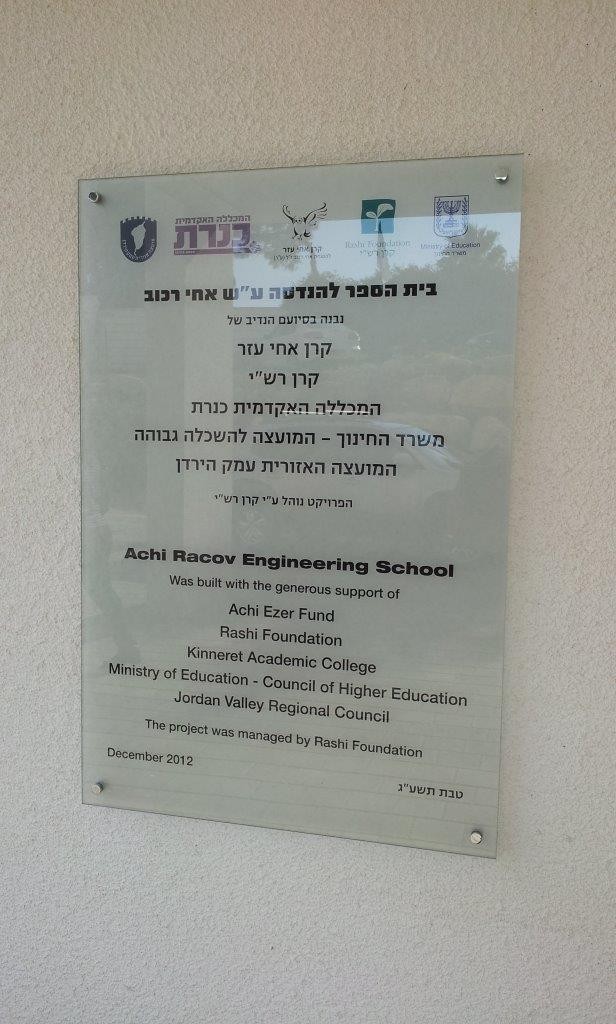 המכללה האקדמית
כנרת
קרן אחי עזר
Rashi Foundation
קרן רש"י
Ministry of Education
משרד החינוך
בית הספר להנדסה ע"ש אחי רכוב
נבנה בסיועם הנדיב של
קרן אחי עזר
קרן רש"י
המכללה האקדמית כנרת
משרד החינוך - המועצה להשכלה גבוהה
המועצה האזורית עמק הירדן
הפרויקט נוהל ע"י קרן רש"י
Achi Racov Engineering School
Was built with the generous support of
Achi Ezer Fund
Rashi Foundation
Kinneret Academic College
Ministry of Education - Council of Higher Education
Jordan Valley Regional Council
The project was managed by Rashi Foundation
December 2012
טבת תשע"ג